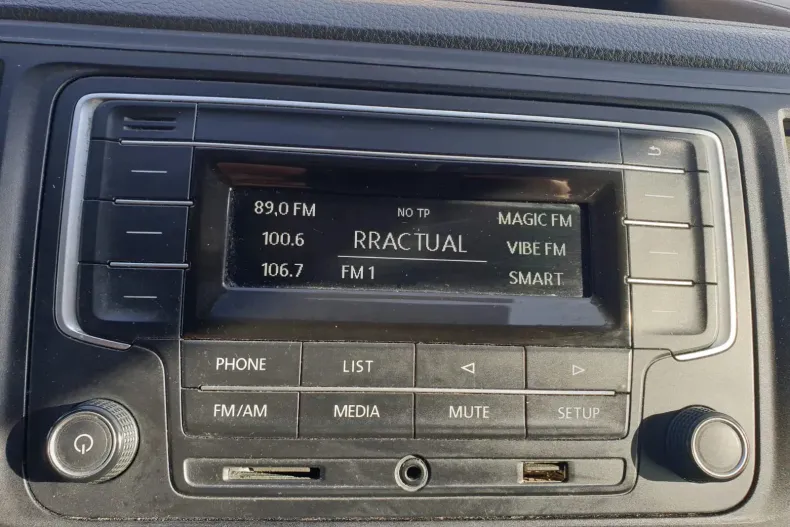 89,0 FM
NO TP
MAGIC FM
100.6
RRACTUAL
VIBE FM
106.7
FM 1
SMART
PHONE
LIST
FM/AM
MEDIA
MUTE
SETUP